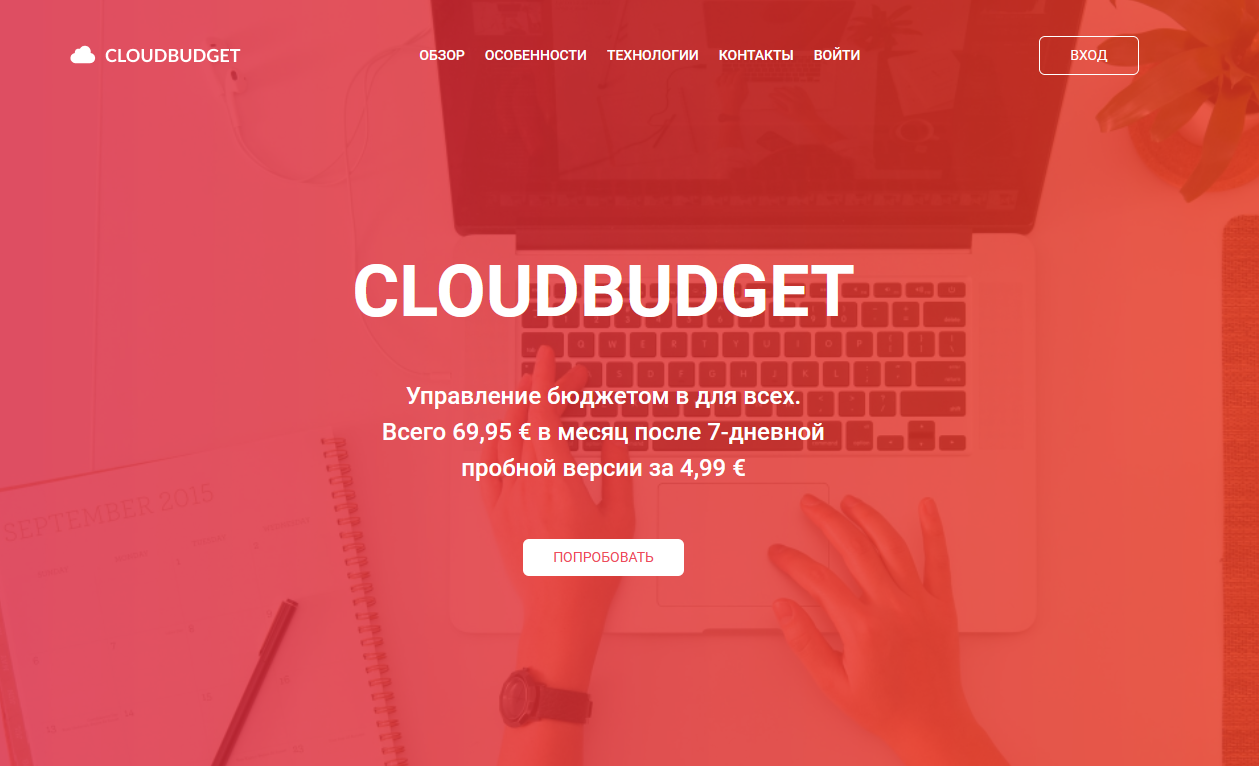 CLOUDBUDGET
ОБЗОР ОСОБЕННОСТИ ТЕХНОЛОГИИ КОНТАКТЫ ВОЙТИ
ВХОД
CLOUDBUDGET
Управление бюджетом в для всех.
Всего 69,95 € в месяц после 7-дневной
пробной версии за 4,99 €
SEPTEMBER 2015
ПОПРОБОВАТЬ